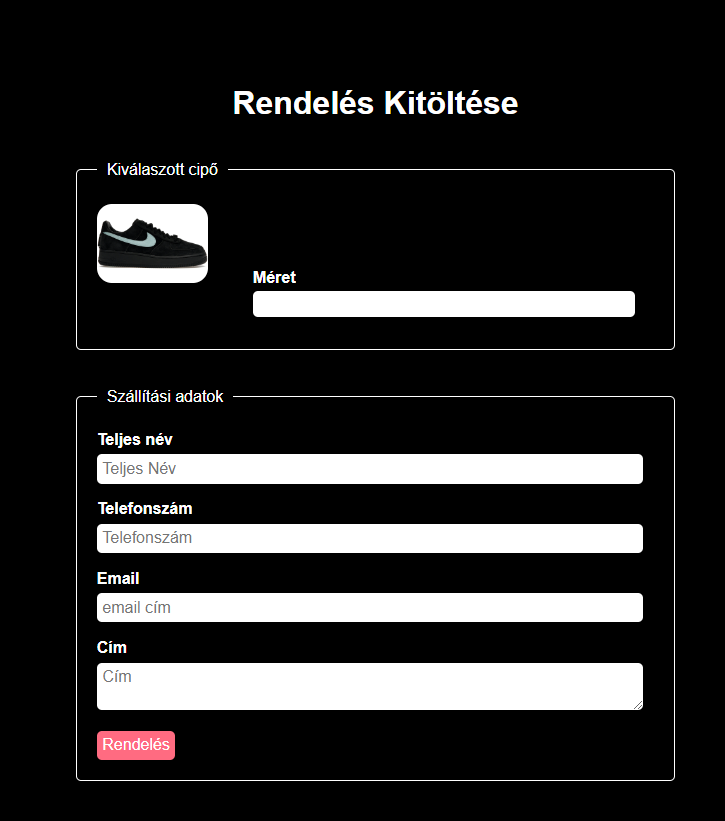 Rendelés Kitöltése
Kiválaszott cipő
Méret
Szállítási adatok
Teljes név
Teljes Név
Telefonszám
Telefonszám
Email
email cím
Cím
Cím
Rendelés